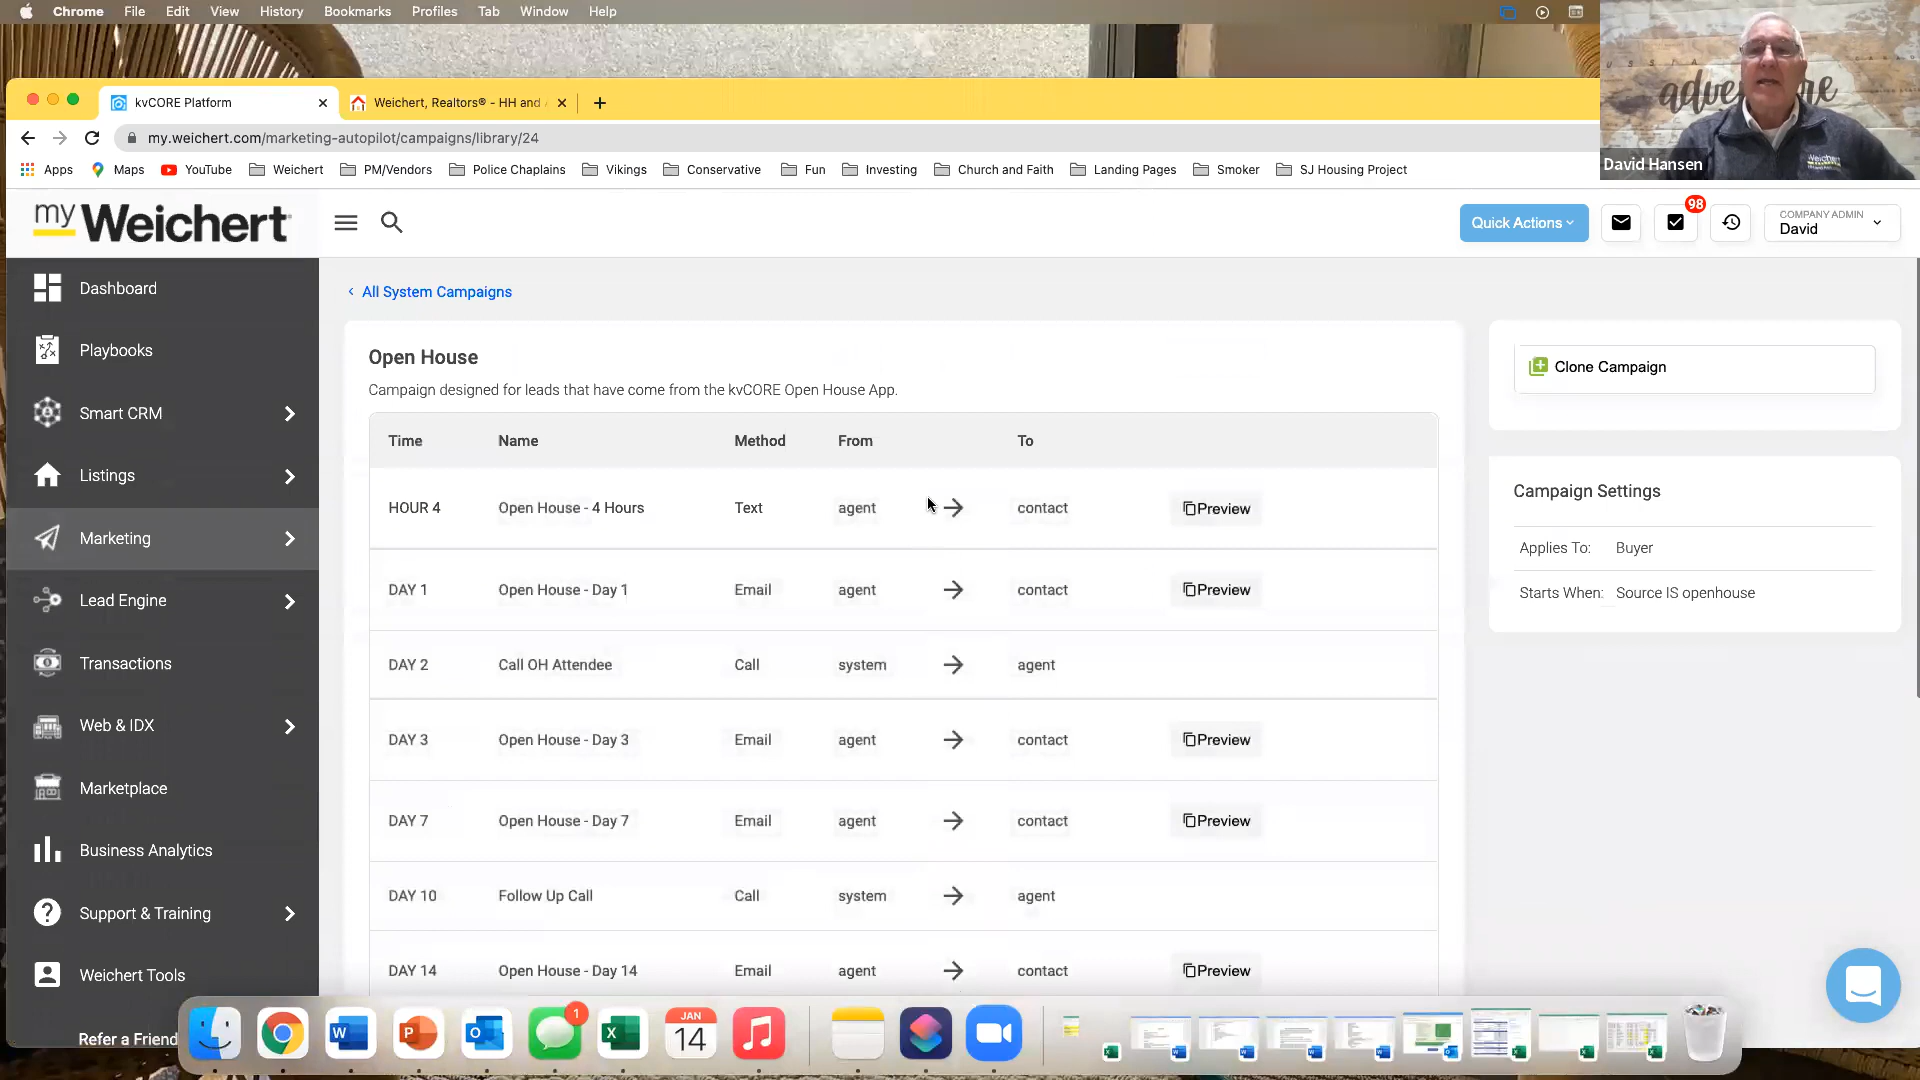 Chrome File Edit View History Bookmarks Profiles Tab Window Help
kvCORE Platform
Weichert, Realtors® - HH and
my.weichert.com/marketing-autopilot/campaigns/library/24
Apps Maps YouTube Weichert PM/Vendors Police Chaplains Vikings Conservative Fun Investing Church and Faith Landing Pages Smoker SJ Housing Project
adventure
Weichert
David Hansen
my Weichert
Quick Actions
98
COMPANY ADMIN
David
Dashboard
Playbooks
Smart CRM
Listings
Marketing
Lead Engine
Transactions
Web & IDX
Marketplace
Business Analytics
Support & Training
Weichert Tools
Refer a Friend
All System Campaigns
Open House
Campaign designed for leads that have come from the kvCORE Open House App.
Time Name Method From To
HOUR 4 Open House - 4 Hours Text agent contact Preview
DAY 1 Open House - Day 1 Email agent contact Preview
DAY 2 Call OH Attendee Call system agent
DAY 3 Open House - Day 3 Email agent contact Preview
DAY 7 Open House - Day 7 Email agent contact Preview
DAY 10 Follow Up Call Call system agent
DAY 14 Open House - Day 14 Email agent contact Preview
Clone Campaign
Campaign Settings
Applies To: Buyer
Starts When: Source IS openhouse
1
JAN
14